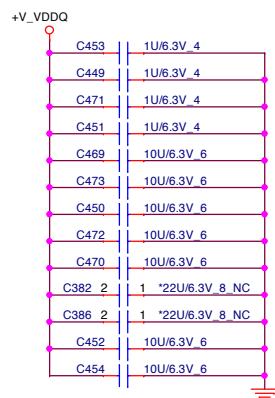 +V_VDDQ
C453 1U/6.3V_4
C449 1U/6.3V_4
C471 1U/6.3V_4
C451 1U/6.3V_4
C469 10U/6.3V_6
C473 10U/6.3V_6
C450 10U/6.3V_6
C472 10U/6.3V_6
C470 10U/6.3V_6
C382 2 1 *22U/6.3V_8_NC
C386 2 1 *22U/6.3V_8_NC
C452 10U/6.3V_6
C454 10U/6.3V_6